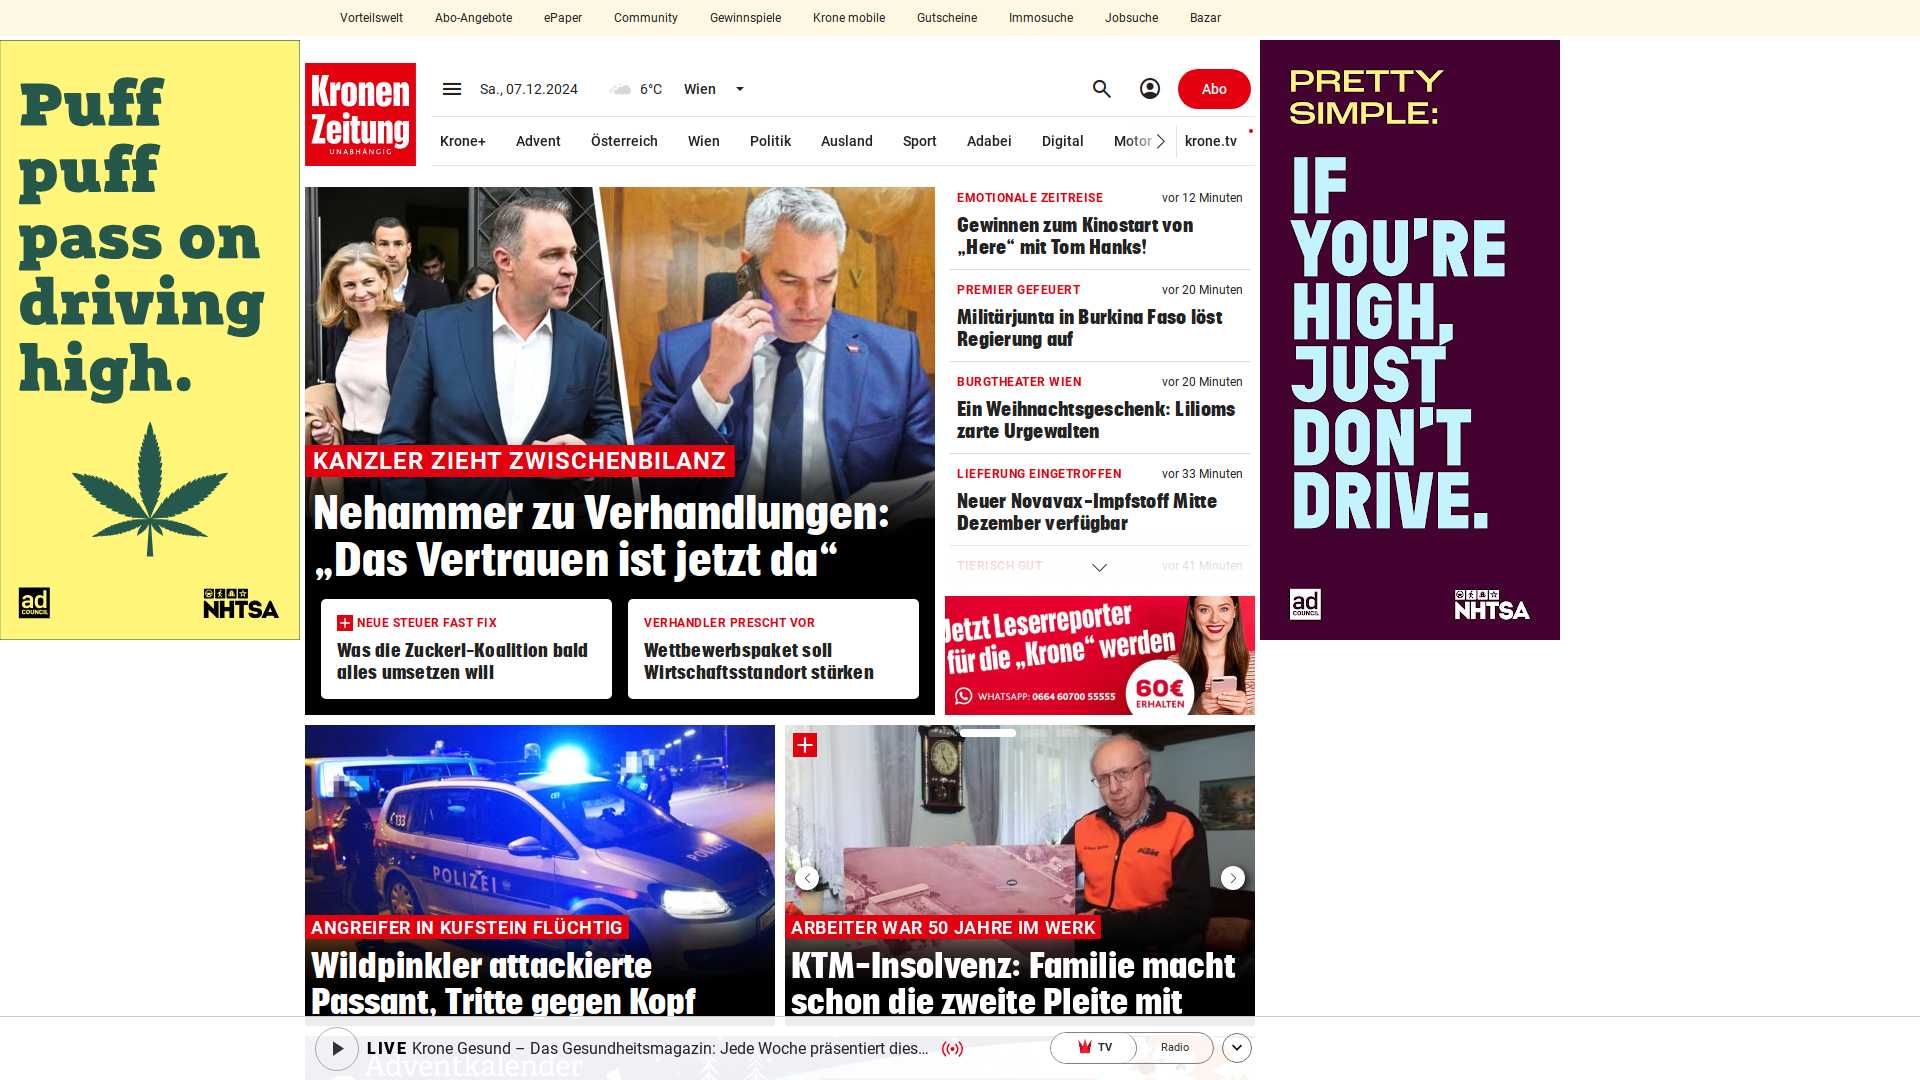 Vorteilswelt Abo-Angebote ePaper Community Gewinnspiele Krone mobile Gutscheine Immosuche Jobsuche Bazar
Puff
puff
pass on
driving
high.
ad
COUNCIL
NHTSA
Kronen
Zeitung
UNABHÄNGIG
Sa., 07.12.2024 6°C Wien
Abo
Krone+ Advent Österreich Wien Politik Ausland Sport Adabei Digital Motor krone.tv
KANZLER ZIEHT ZWISCHENBILANZ
Nehammer zu Verhandlungen:
„Das Vertrauen ist jetzt da“
NEUE STEUER FAST FIX
Was die Zuckerl-Koalition bald
alles umsetzen will
VERHANDLER PRESCHT VOR
Wettbewerbspaket soll
Wirtschaftsstandort stärken
EMOTIONALE ZEITREISE vor 12 Minuten
Gewinnen zum Kinostart von
„Here“ mit Tom Hanks!
PREMIER GEFEUERT vor 20 Minuten
Militärjunta in Burkina Faso löst
Regierung auf
BURGTHEATER WIEN vor 20 Minuten
Ein Weihnachtsgeschenk: Lilioms
zarte Urgewalten
LIEFERUNG EINGETROFFEN vor 33 Minuten
Neuer Novavax-Impfstoff Mitte
Dezember verfügbar
TIERISCH GUT vor 41 Minuten
Jetzt Leserreporter
für die „Krone“ werden
WHATSAPP: 0664 60700 55555
60€
ERHALTEN
PRETTY
SIMPLE:
IF
YOU'RE
HIGH,
JUST
DON'T
DRIVE.
ad
COUNCIL
NHTSA
133
POLIZEI
POLIZEI
ANGREIFER IN KUFSTEIN FLÜCHTIG
Wildpinkler attackierte
Passant, Tritte gegen Kopf
KTM
ARBEITER WAR 50 JAHRE IM WERK
KTM-Insolvenz: Familie macht
schon die zweite Pleite mit
LIVE Krone Gesund – Das Gesundheitsmagazin: Jede Woche präsentiert dies...
TV Radio
Adventkalender